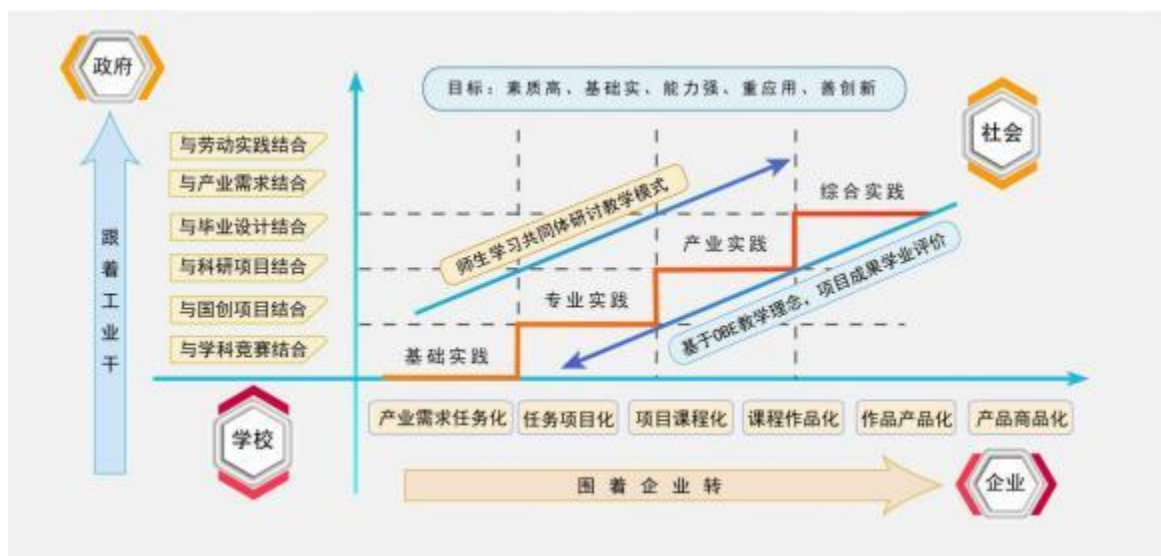 政府
目标：素质高、基础实、能力强、重应用、善创新
社会
与劳动实践结合
与产业需求结合
与毕业设计结合
与科研项目结合
与国创项目结合
与学科竞赛结合
跟着工业干
师生学习共同体研讨教学模式
综合实践
产业实践
专业实践
基础实践
基于OBE教学理念，项目成果学业评价
产业需求任务化
任务项目化
项目课程化
课程作品化
作品产品化
产品商品化
学校
围着企业转
企业